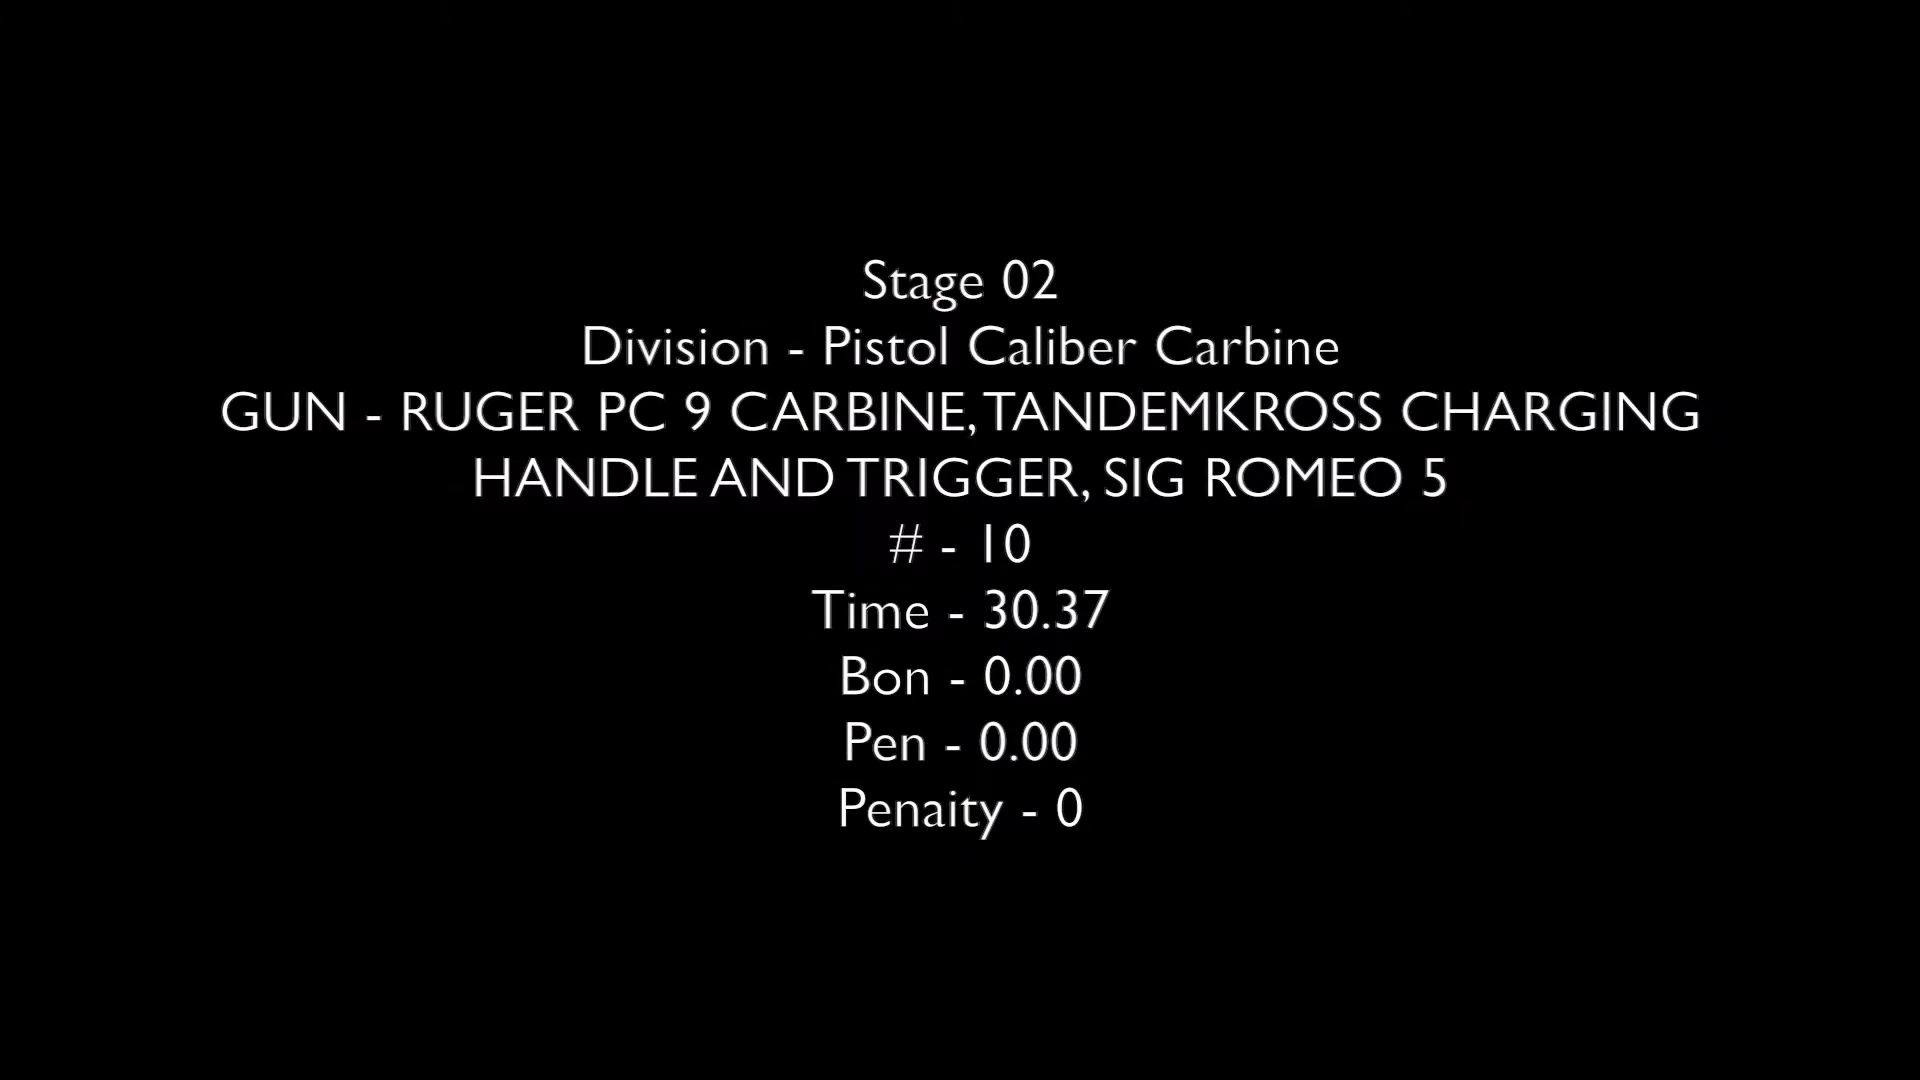 Stage 02
Division - Pistol Caliber Carbine
GUN - RUGER PC 9 CARBINE, TANDEMKROSS CHARGING
HANDLE AND TRIGGER, SIG ROMEO 5
# - 10
Time - 30.37
Bon - 0.00
Pen - 0.00
Penaity - 0